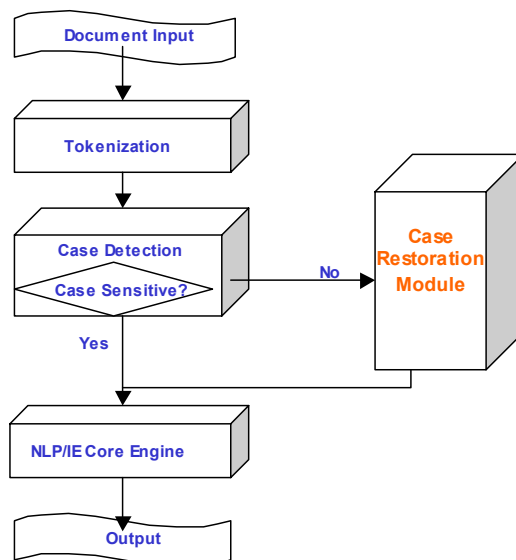 Document Input
Tokenization
Case Detection
Case Sensitive?
No
Case
Restoration
Module
Yes
NLP/IE Core Engine
Output